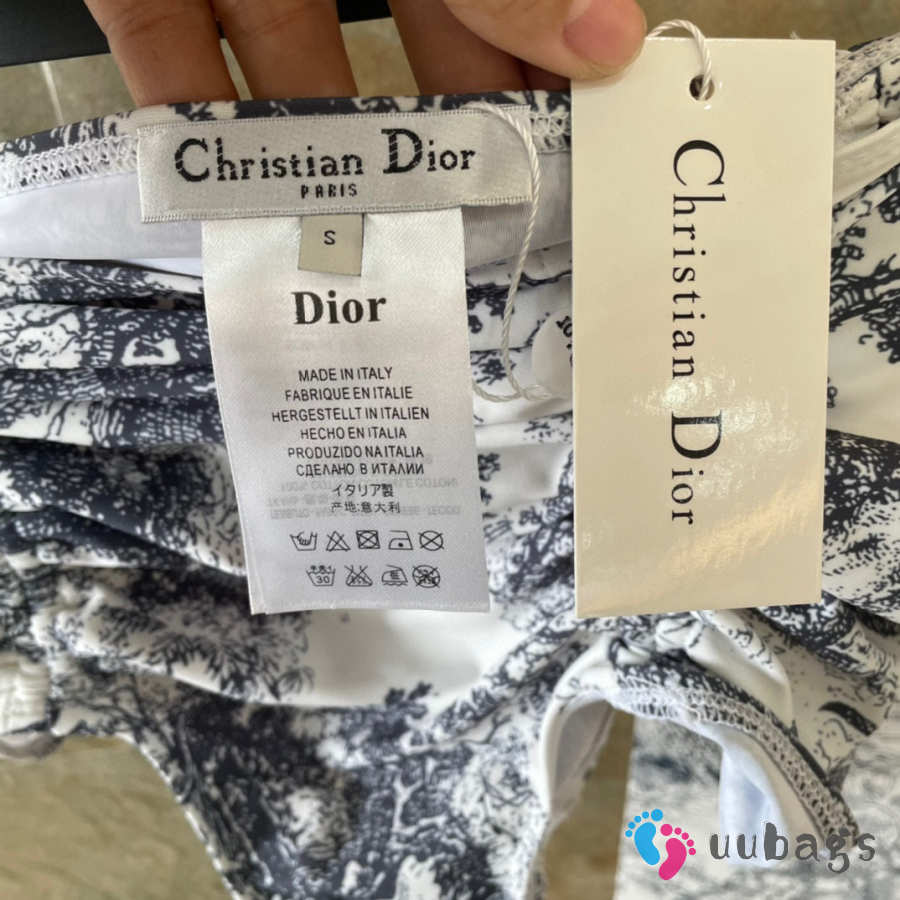 Christian Dior
PARIS
S
Dior
MADE IN ITALY
FABRIQUE EN ITALIE
HERGESTELLT IN ITALIEN
HECHO EN ITALIA
PRODUZIDO NA ITALIA
СДЕЛАНО В ИТАЛИИ
イタリア製
产地:意大利
30
Christian Dior
uubags